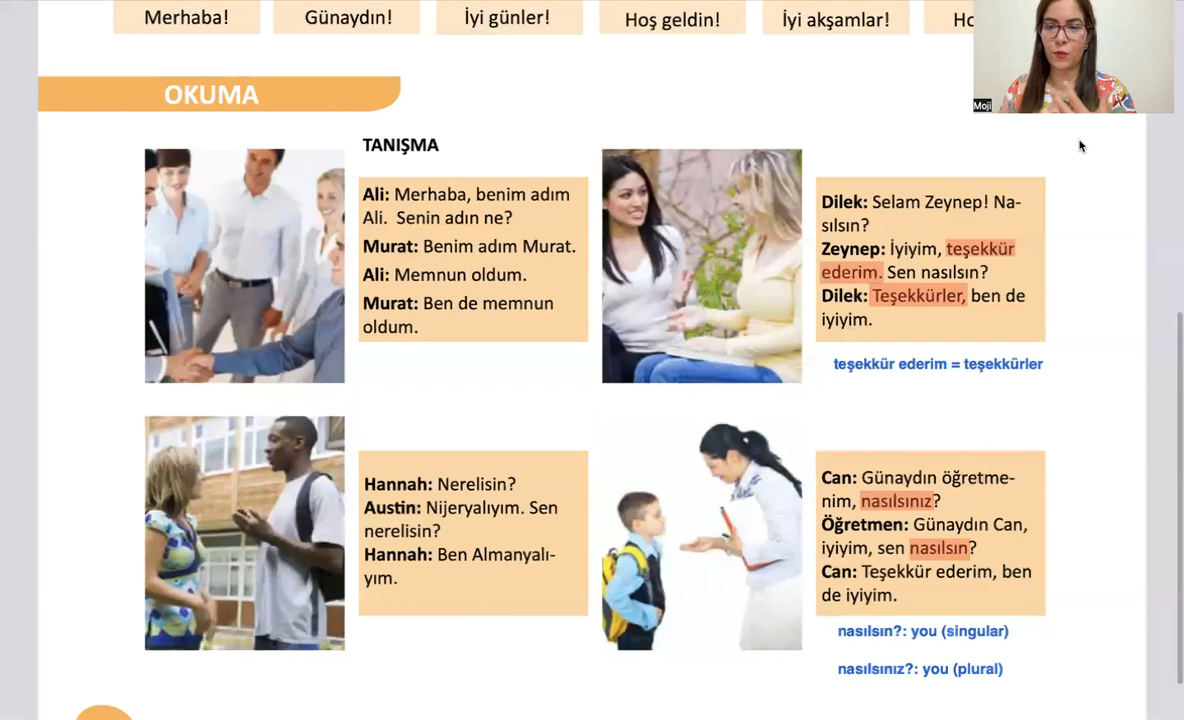 Merhaba!
Günaydın!
İyi günler!
Hoş geldin!
İyi akşamlar!
Moji
OKUMA
TANIŞMA
Ali: Merhaba, benim adım
Ali. Senin adın ne?
Murat: Benim adım Murat.
Ali: Memnun oldum.
Murat: Ben de memnun
oldum.
Dilek: Selam Zeynep! Na-
sılsın?
Zeynep: İyiyim, teşekkür
ederim. Sen nasılsın?
Dilek: Teşekkürler, ben de
iyiyim.
teşekkür ederim = teşekkürler
Hannah: Nerelisin?
Austin: Nijeryalıyım. Sen
nerelisin?
Hannah: Ben Almanyalı-
yım.
Can: Günaydın öğretme-
nim, nasılsınız?
Öğretmen: Günaydın Can,
iyiyim, sen nasılsın?
Can: Teşekkür ederim, ben
de iyiyim.
nasılsın?: you (singular)
nasılsınız?: you (plural)